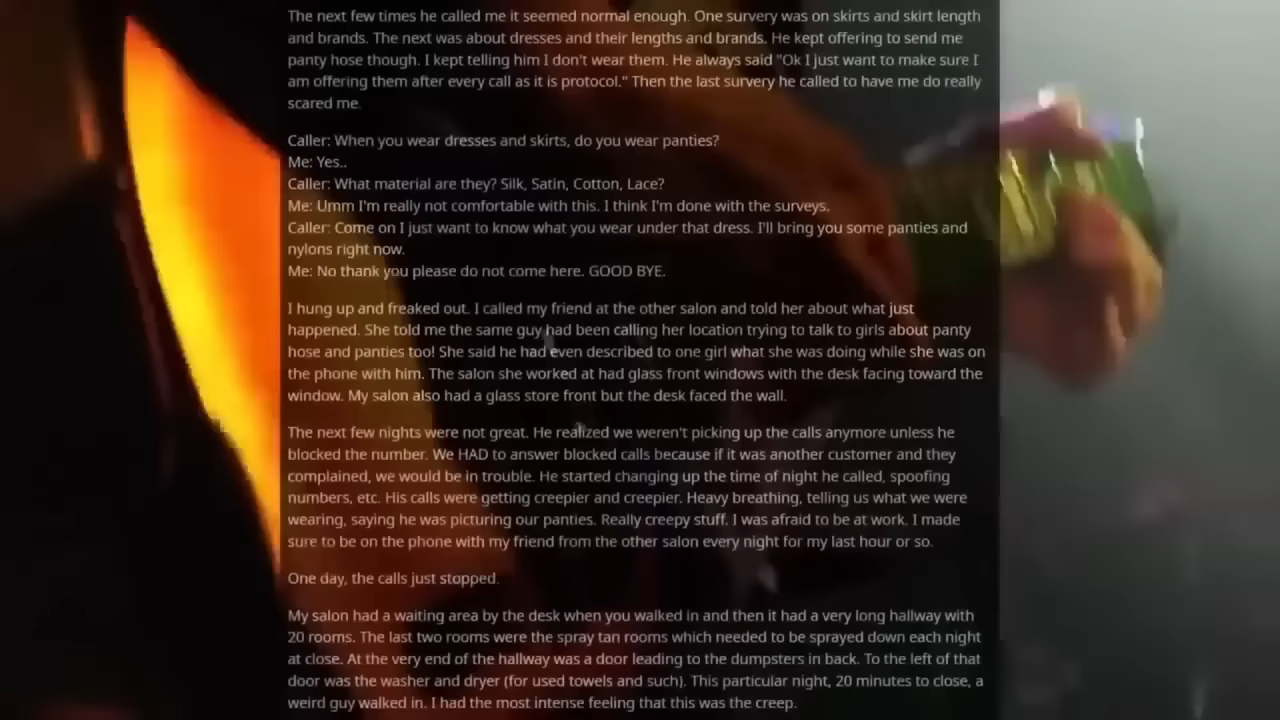 The next few times he called me it seemed normal enough. One survery was on skirts and skirt length
and brands. The next was about dresses and their lengths and brands. He kept offering to send me
panty hose though. I kept telling him I don't wear them. He always said "Ok I just want to make sure I
am offering them after every call as it is protocol." Then the last survery he called to have me do really
scared me.
Caller: When you wear dresses and skirts, do you wear panties?
Me: Yes..
Caller: What material are they? Silk, Satin, Cotton, Lace?
Me: Umm I'm really not comfortable with this. I think I'm done with the surveys.
Caller: Come on I just want to know what you wear under that dress. I'll bring you some panties and
nylons right now.
Me: No thank you please do not come here. GOOD BYE.
I hung up and freaked out. I called my friend at the other salon and told her about what just
happened. She told me the same guy had been calling her location trying to talk to girls about panty
hose and panties too! She said he had even described to one girl what she was doing while she was on
the phone with him. The salon she worked at had glass front windows with the desk facing toward the
window. My salon also had a glass store front but the desk faced the wall.
The next few nights were not great. He realized we weren't picking up the calls anymore unless he
blocked the number. We HAD to answer blocked calls because if it was another customer and they
complained, we would be in trouble. He started changing up the time of night he called, spoofing
numbers, etc. His calls were getting creepier and creepier. Heavy breathing, telling us what we were
wearing, saying he was picturing our panties. Really creepy stuff. I was afraid to be at work. I made
sure to be on the phone with my friend from the other salon every night for my last hour or so.
One day, the calls just stopped.
My salon had a waiting area by the desk when you walked in and then it had a very long hallway with
20 rooms. The last two rooms were the spray tan rooms which needed to be sprayed down each night
at close. At the very end of the hallway was a door leading to the dumpsters in back. To the left of that
door was the washer and dryer (for used towels and such). This particular night, 20 minutes to close, a
weird guy walked in. I had the most intense feeling that this was the creep.